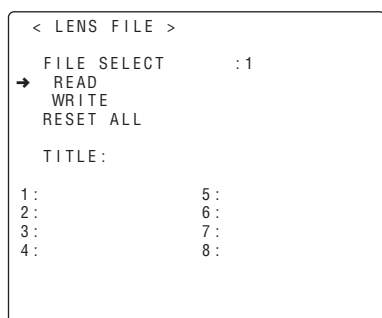 < LENS FILE >
FILE SELECT :1
➔ READ
WRITE
RESET ALL
TITLE:
1: 5:
2: 6:
3: 7:
4: 8: